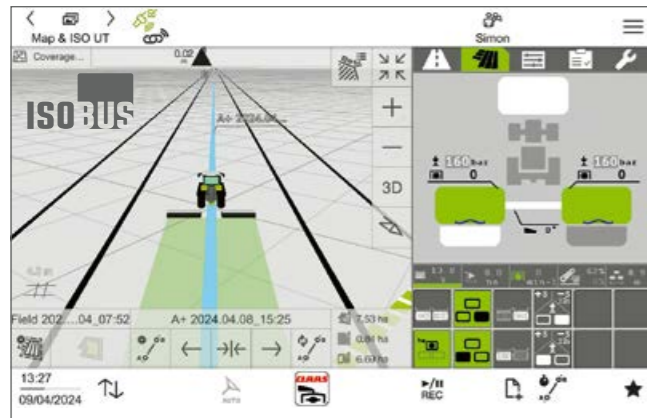 Map & ISO UT
Simon
Coverage...
0.02
m
ISOBUS
A+ 2024.04....
3D
160 bar
0
160 bar
0
0°
Field 202....04_07:52
A+ 2024.04.08_15:25
7.53 ha
0.84 ha
6.69 ha
13:27
09/04/2024
AUTO
CLAAS
REC